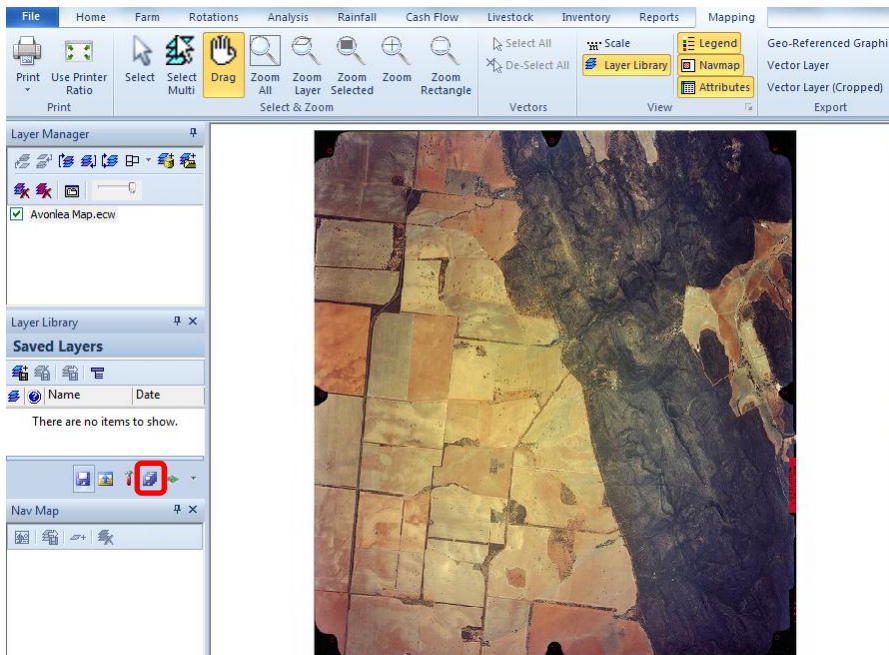 File Home Farm Rotations Analysis Rainfall Cash Flow Livestock Inventory Reports Mapping
Print
Use Printer Ratio
Select
Select Multi
Drag
Zoom All
Zoom Layer
Zoom Selected
Zoom
Zoom Rectangle
Select All
De-Select All
Scale
Layer Library
Legend
Navmap
Attributes
Geo-Referenced Graphi
Vector Layer
Vector Layer (Cropped)
Print Select & Zoom Vectors View Export
Layer Manager
Avonlea Map.ecw
Layer Library
Saved Layers
Name Date
There are no items to show.
Nav Map